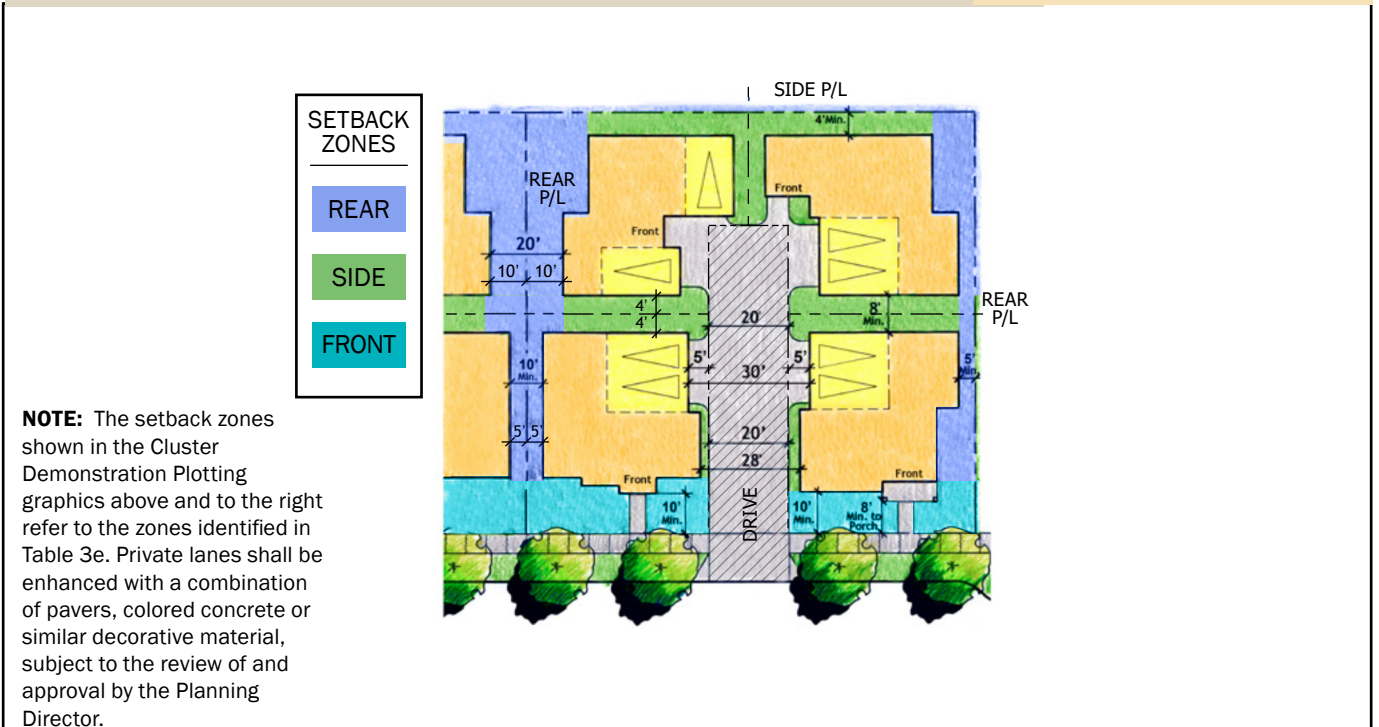 SIDE P/L
SETBACK
ZONES
REAR
SIDE
FRONT
4'Min.
REAR
P/L
Front
Front
20'
10' 10'
4'
4'
20'
8'
Min.
REAR
P/L
5' 5'
10'
Min.
30'
5'
Min.
5' 5'
20'
28'
Front
Front
10'
Min.
DRIVE
10'
Min.
8'
Min. to
Porch
NOTE: The setback zones
shown in the Cluster
Demonstration Plotting
graphics above and to the right
refer to the zones identified in
Table 3e. Private lanes shall be
enhanced with a combination
of pavers, colored concrete or
similar decorative material,
subject to the review of and
approval by the Planning
Director.